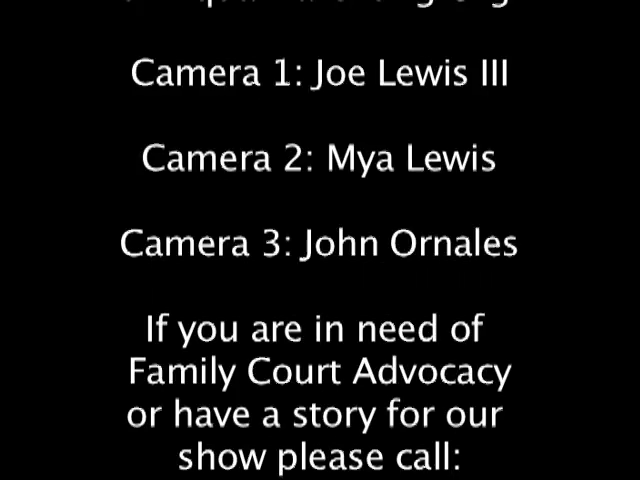 Camera 1: Joe Lewis III
Camera 2: Mya Lewis
Camera 3: John Ornales
If you are in need of
Family Court Advocacy
or have a story for our
show please call: